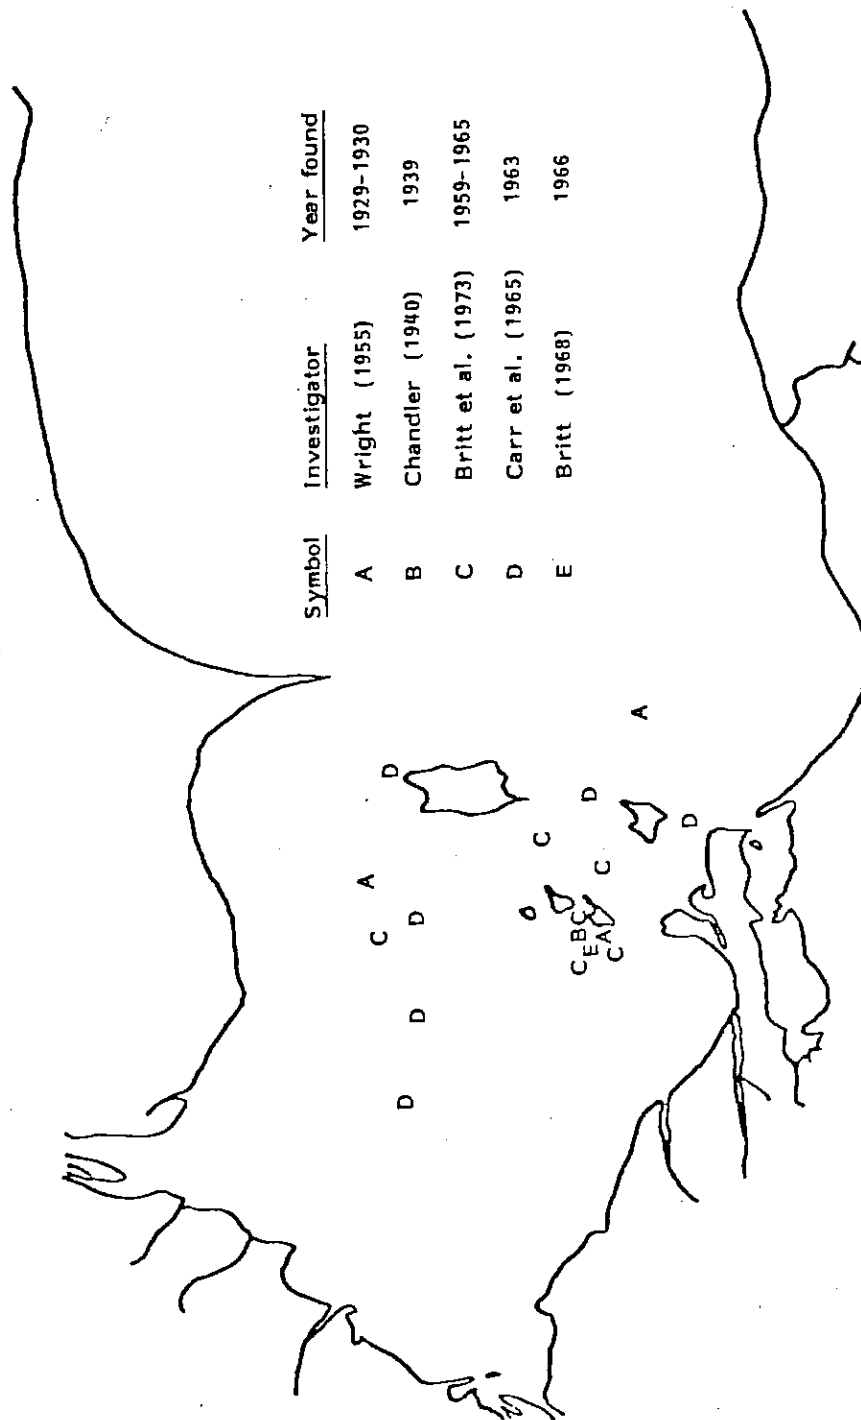 Symbol Investigator Year found
A Wright (1955) 1929-1930
B Chandler (1940) 1939
C Britt et al. (1973) 1959-1965
D Carr et al. (1965) 1963
E Britt (1968) 1966
A
C
D
D
D
D
C
C
B
C
E
D
A
C
C
A
D